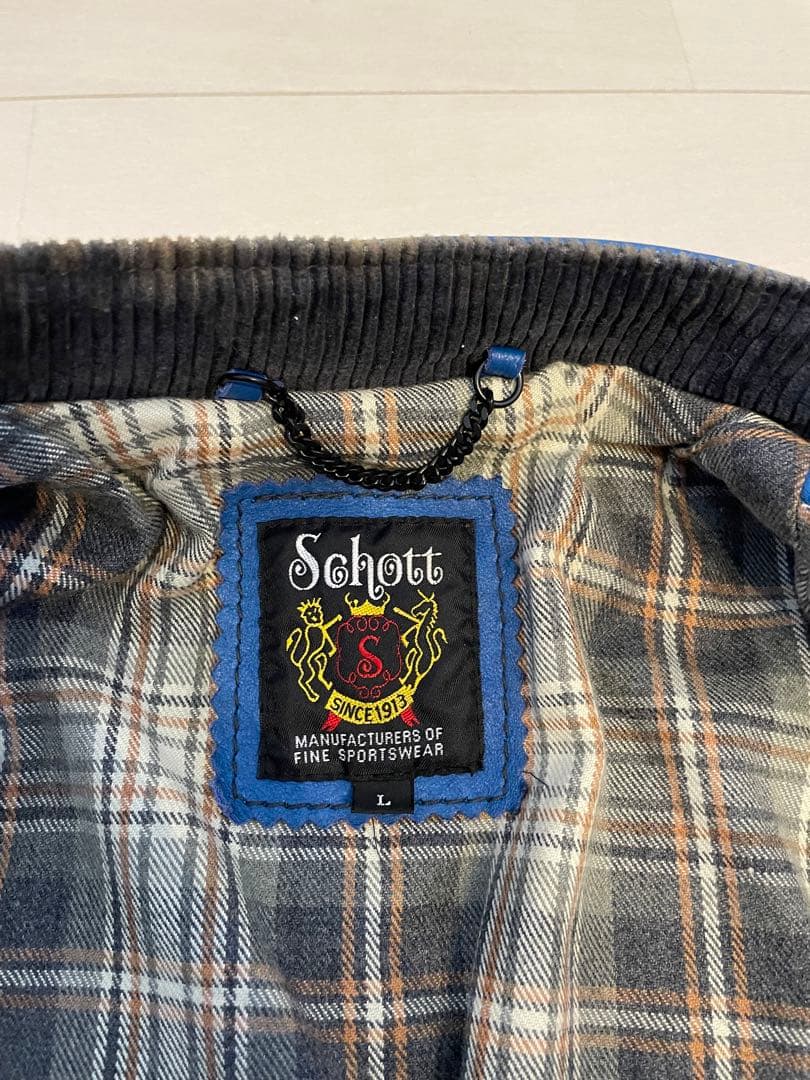 Schott
S
SINCE 1913
MANUFACTURERS OF
FINE SPORTSWEAR
L